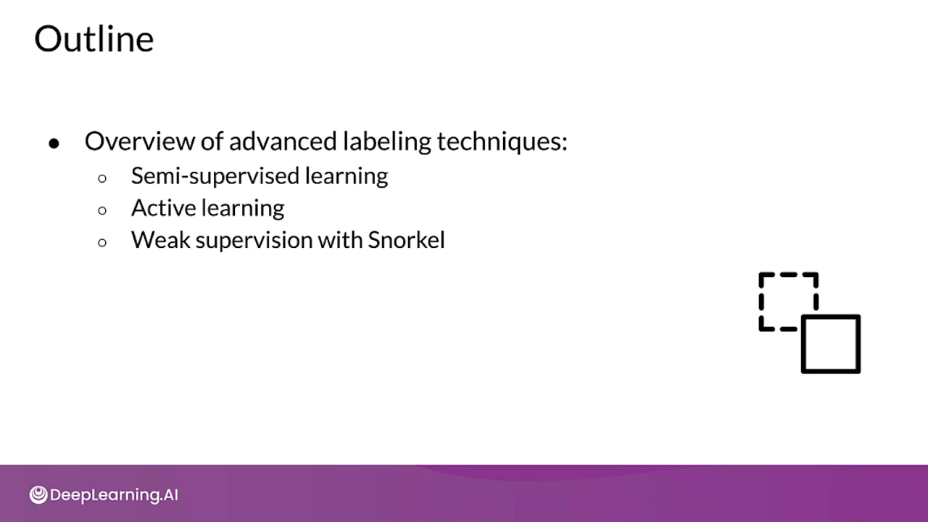 Outline
● Overview of advanced labeling techniques:
○ Semi-supervised learning
○ Active learning
○ Weak supervision with Snorkel
DeepLearning.AI